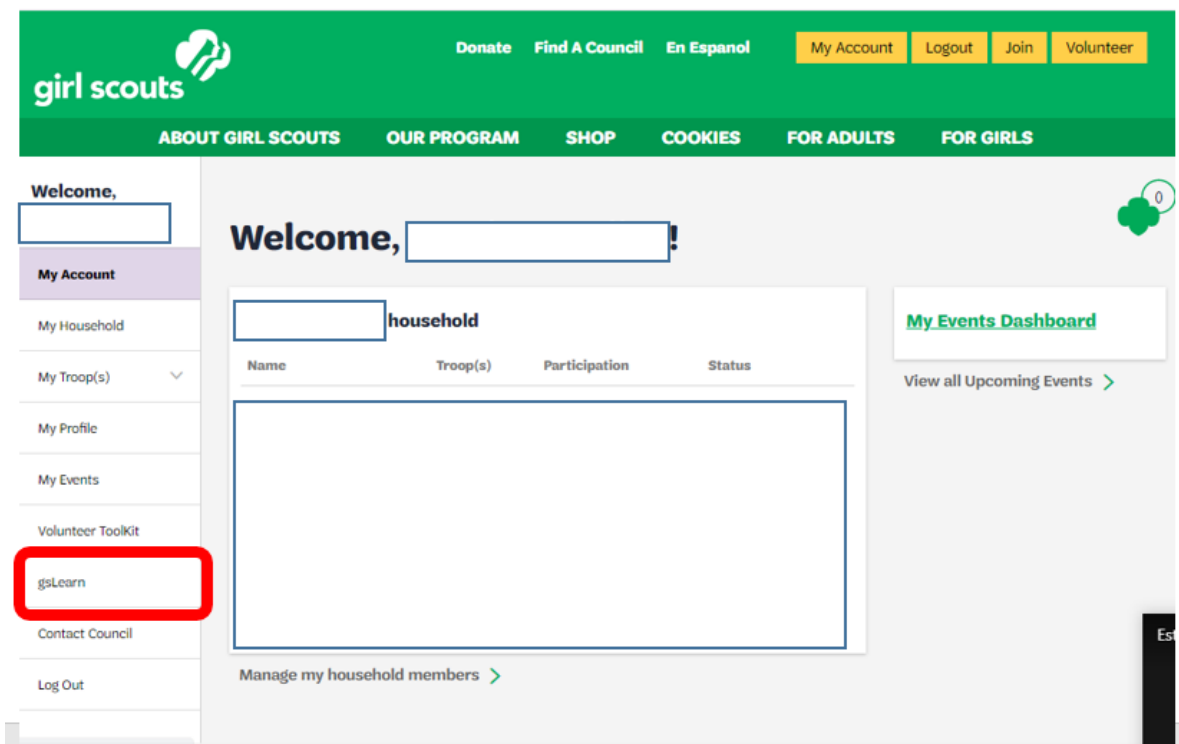 girl scouts
Donate Find A Council En Espanol My Account Logout Join Volunteer
ABOUT GIRL SCOUTS OUR PROGRAM SHOP COOKIES FOR ADULTS FOR GIRLS
Welcome,
My Account
My Household
My Troop(s)
My Profile
My Events
Volunteer ToolKit
gsLearn
Contact Council
Log Out
Welcome, !
0
household
Name Troop(s) Participation Status
Manage my household members >
My Events Dashboard
View all Upcoming Events >